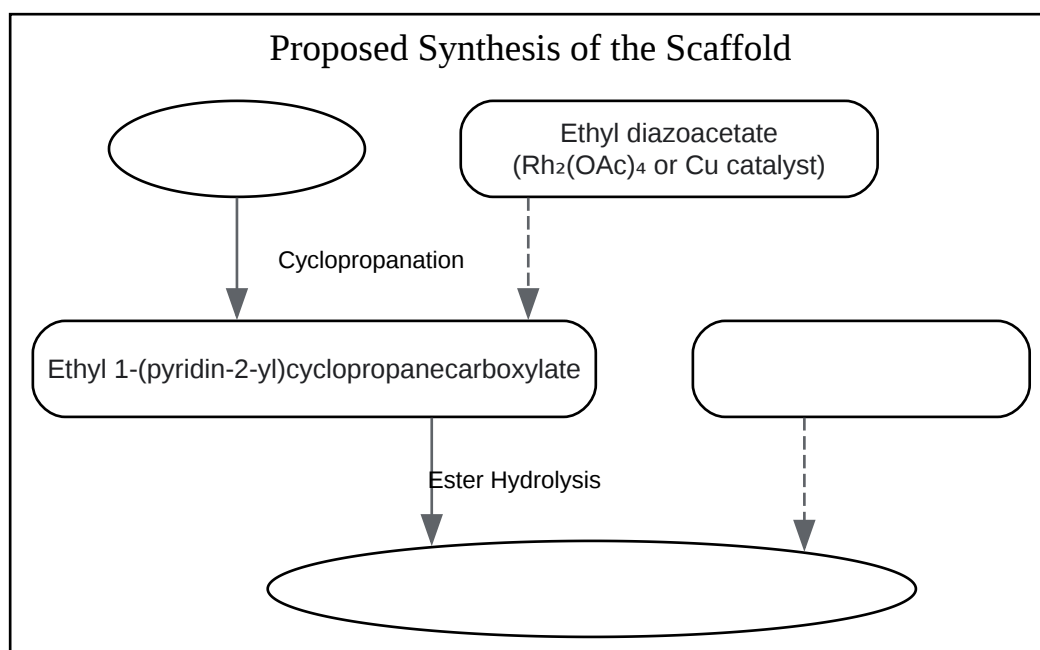 Proposed Synthesis of the Scaffold
Ethyl diazoacetate
(Rh₂(OAc)₄ or Cu catalyst)
Cyclopropanation
Ethyl 1-(pyridin-2-yl)cyclopropanecarboxylate
Ester Hydrolysis